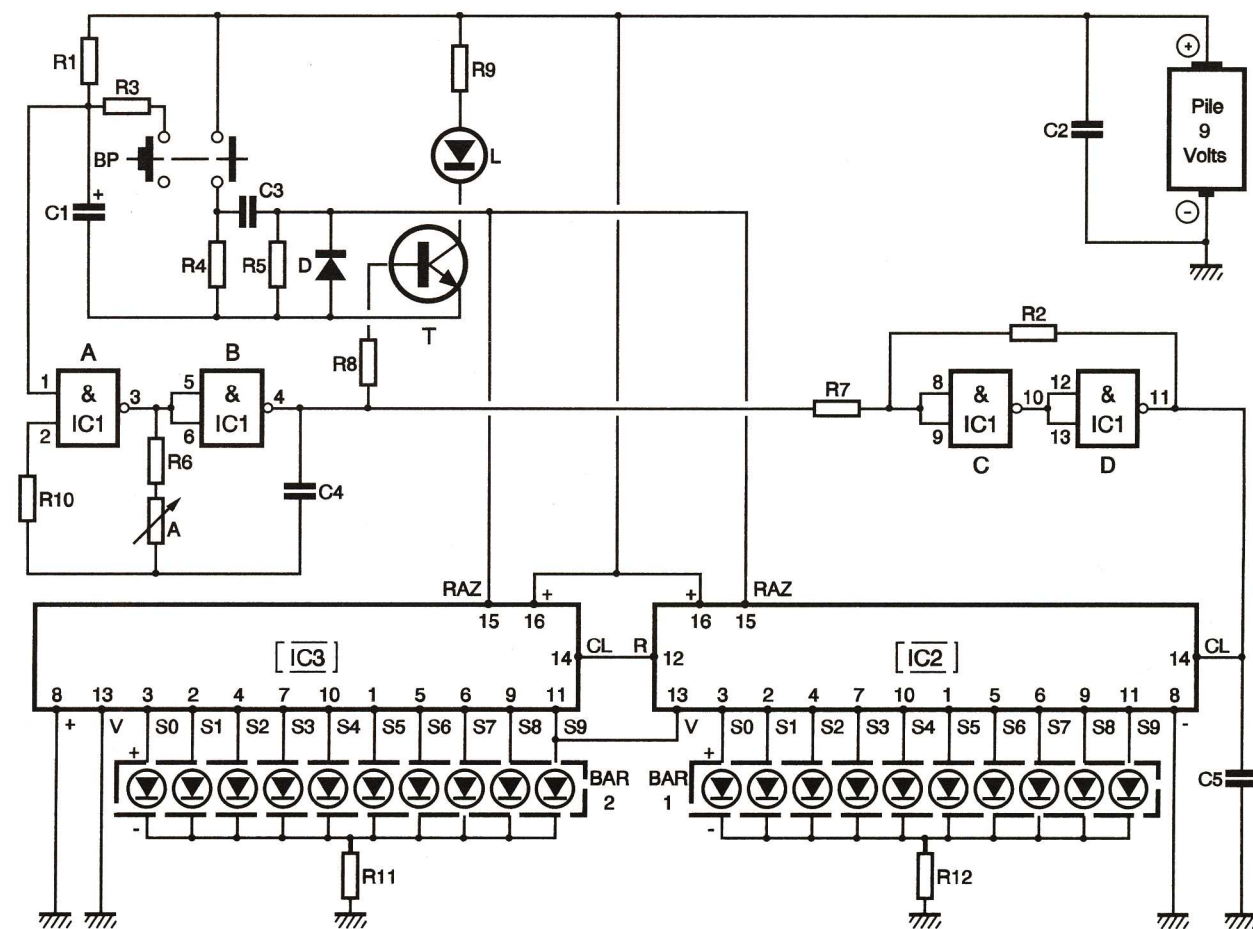 R1
R3
R9
+
Pile
9
Volts
−
C2
BP
L
C3
C1
+
R4
R5
D
T
R8
R2
A
B
1
2
&
IC1
3
5
6
&
IC1
4
R7
8
9
&
IC1
10
12
13
&
IC1
11
C
D
R6
R10
A
C4
RAZ
+
+
RAZ
15
16
16
15
IC3
14
CL
R
12
IC2
14
CL
8
13
3
2
4
7
10
1
5
6
9
11
13
3
2
4
7
10
1
5
6
9
11
8
+
V
S0
S1
S2
S3
S4
S5
S6
S7
S8
S9
V
S0
S1
S2
S3
S4
S5
S6
S7
S8
S9
-
+
BAR
2
BAR
1
+
C5
-
-
R11
R12